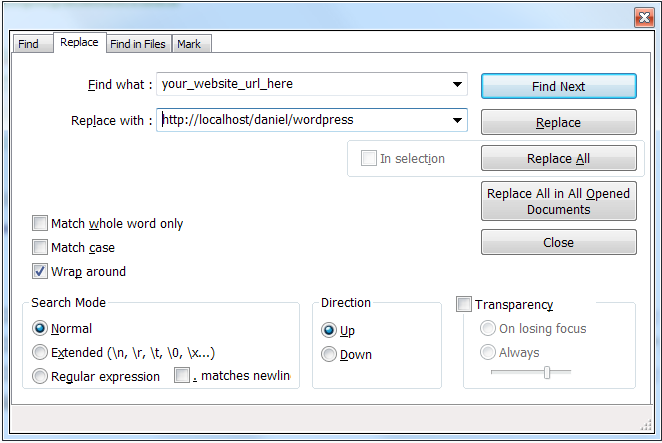 Find Replace Find in Files Mark
Find what : your_website_url_here Find Next
Replace with : http://localhost/daniel/wordpress Replace
In selection Replace All
Replace All in All Opened
Documents
Match whole word only
Match case Close
Wrap around
Search Mode Direction Transparency
Normal Up On losing focus
Extended (\n, \r, \t, \0, \x...) Down Always
Regular expression . matches newlin